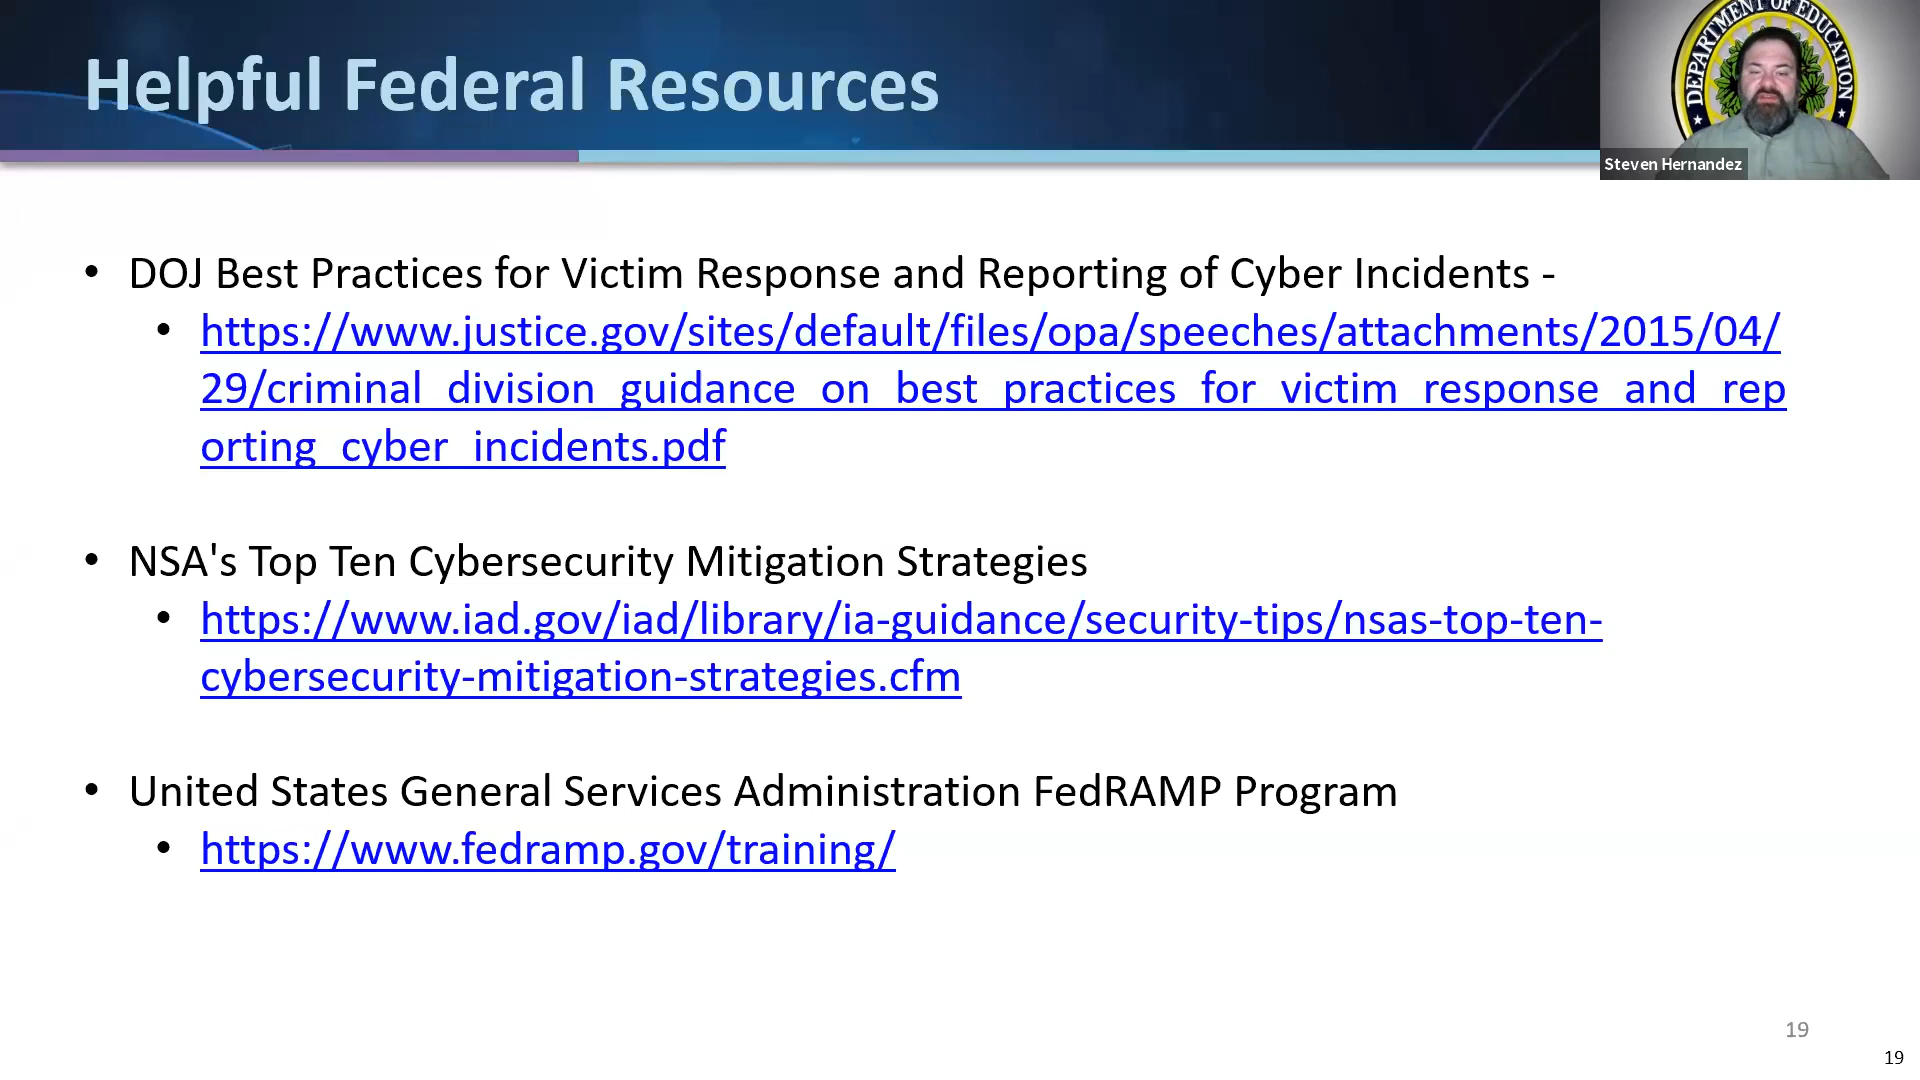 Helpful Federal Resources
DEPARTMENT OF EDUCATION
Steven Hernandez
• DOJ Best Practices for Victim Response and Reporting of Cyber Incidents -
• https://www.justice.gov/sites/default/files/opa/speeches/attachments/2015/04/
29/criminal_division_guidance_on_best_practices_for_victim_response_and_rep
orting_cyber_incidents.pdf
• NSA's Top Ten Cybersecurity Mitigation Strategies
• https://www.iad.gov/iad/library/ia-guidance/security-tips/nsas-top-ten-
cybersecurity-mitigation-strategies.cfm
• United States General Services Administration FedRAMP Program
• https://www.fedramp.gov/training/
19
19